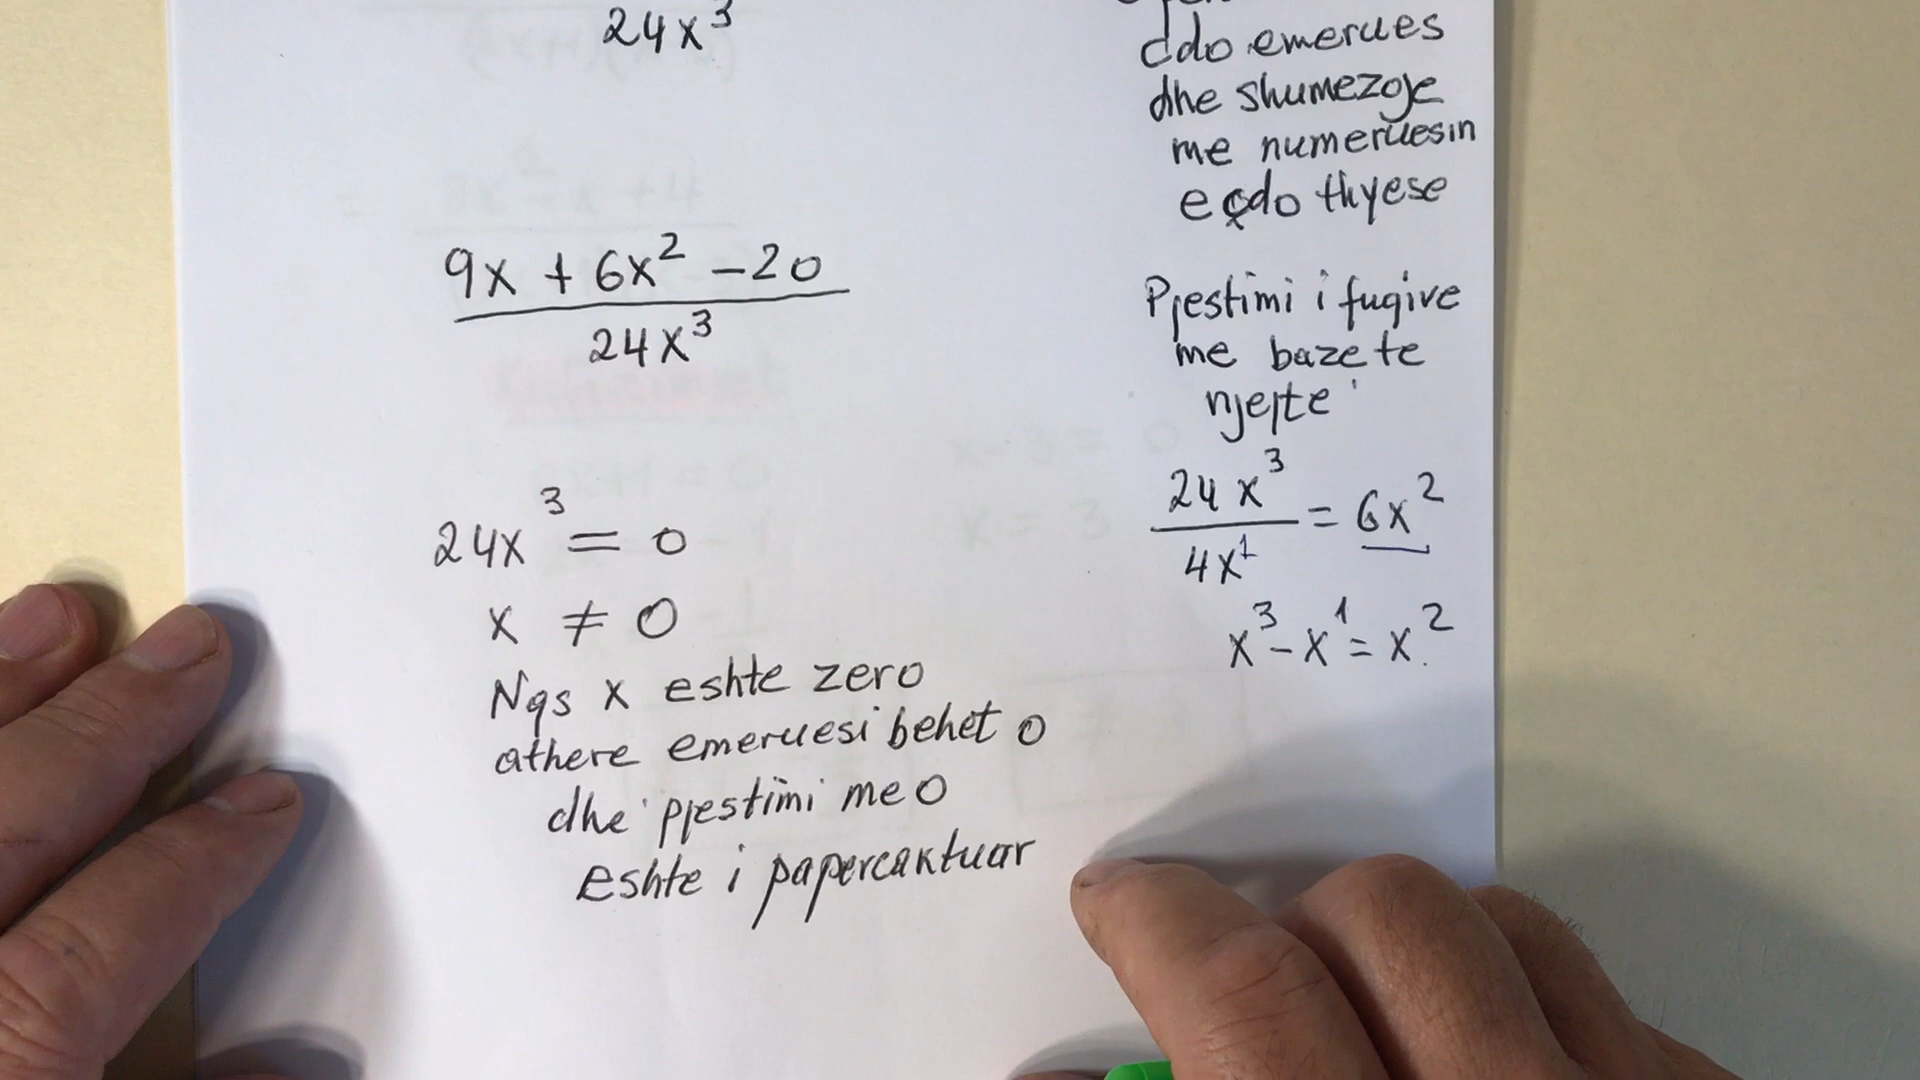 24x³
9x + 6x² - 20
24x³
24x³ = 0
x ≠ 0
Nqs x eshte zero
athere emeruesi behet 0
dhe pjestimi me 0
eshte i papercaktuar
çdo emerues
dhe shumezoje
me numeruesin
e çdo thyese
Pjestimi i fuqive
me baze te
njejte
24x³
4x¹
= 6x²
x³ - x¹ = x²